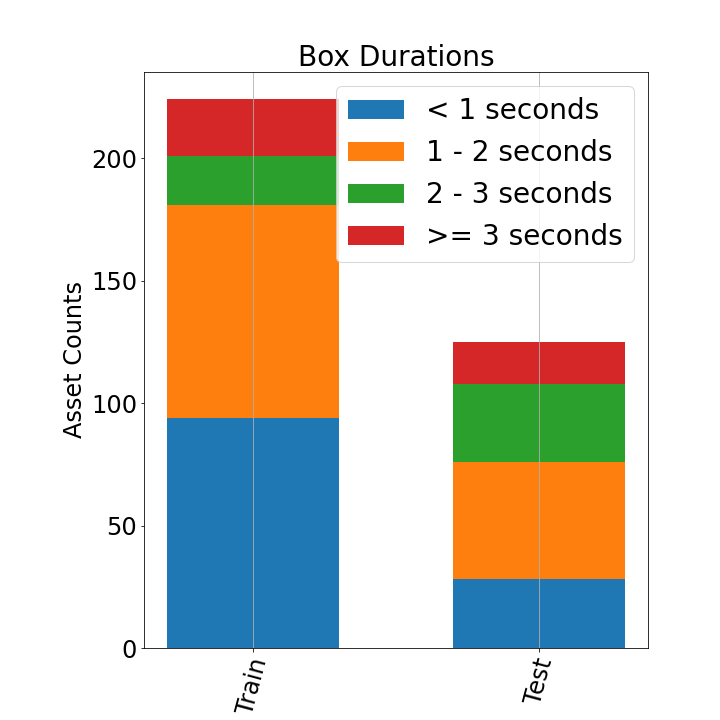 Box Durations
< 1 seconds
1 - 2 seconds
2 - 3 seconds
>= 3 seconds
Asset Counts
200
150
100
50
0
Train
Test